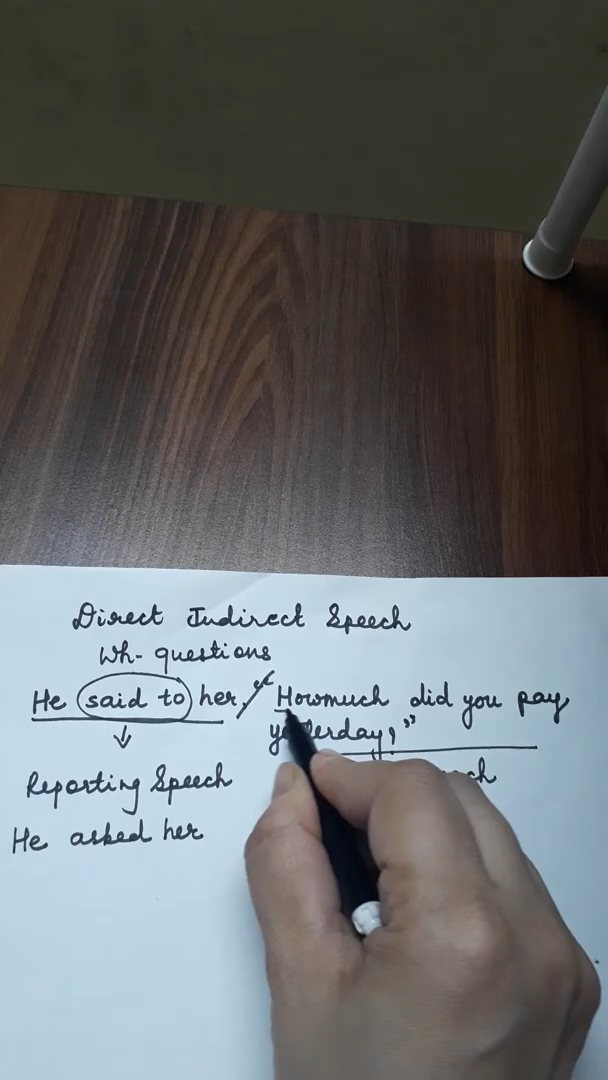 Direct Indirect Speech
Wh- questions
He said to her, "Howmuch did you pay
yesterday,"
Reporting Speech
He asked her